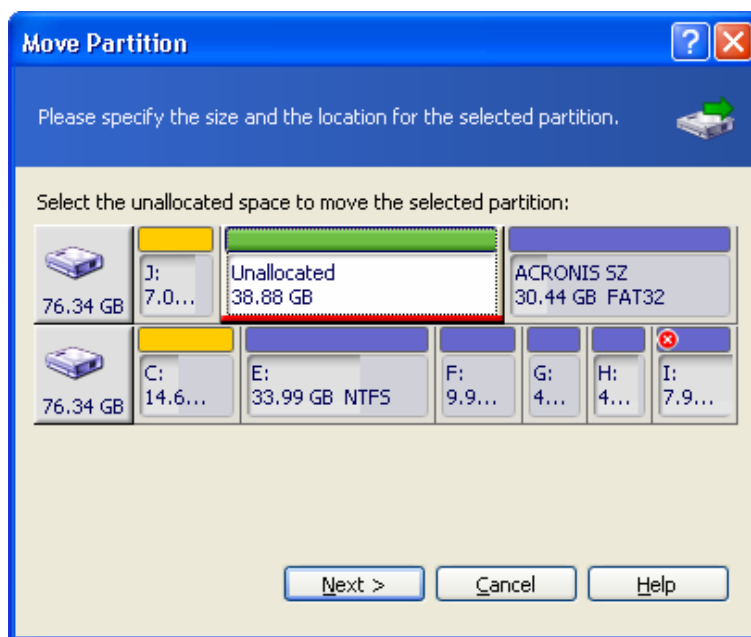 Move Partition
Please specify the size and the location for the selected partition.
Select the unallocated space to move the selected partition:
76.34 GB
J:
7.0...
Unallocated
38.88 GB
ACRONIS SZ
30.44 GB FAT32
76.34 GB
C:
14.6...
E:
33.99 GB NTFS
F:
9.9...
G:
4...
H:
4...
I:
7.9...
Next >
Cancel
Help